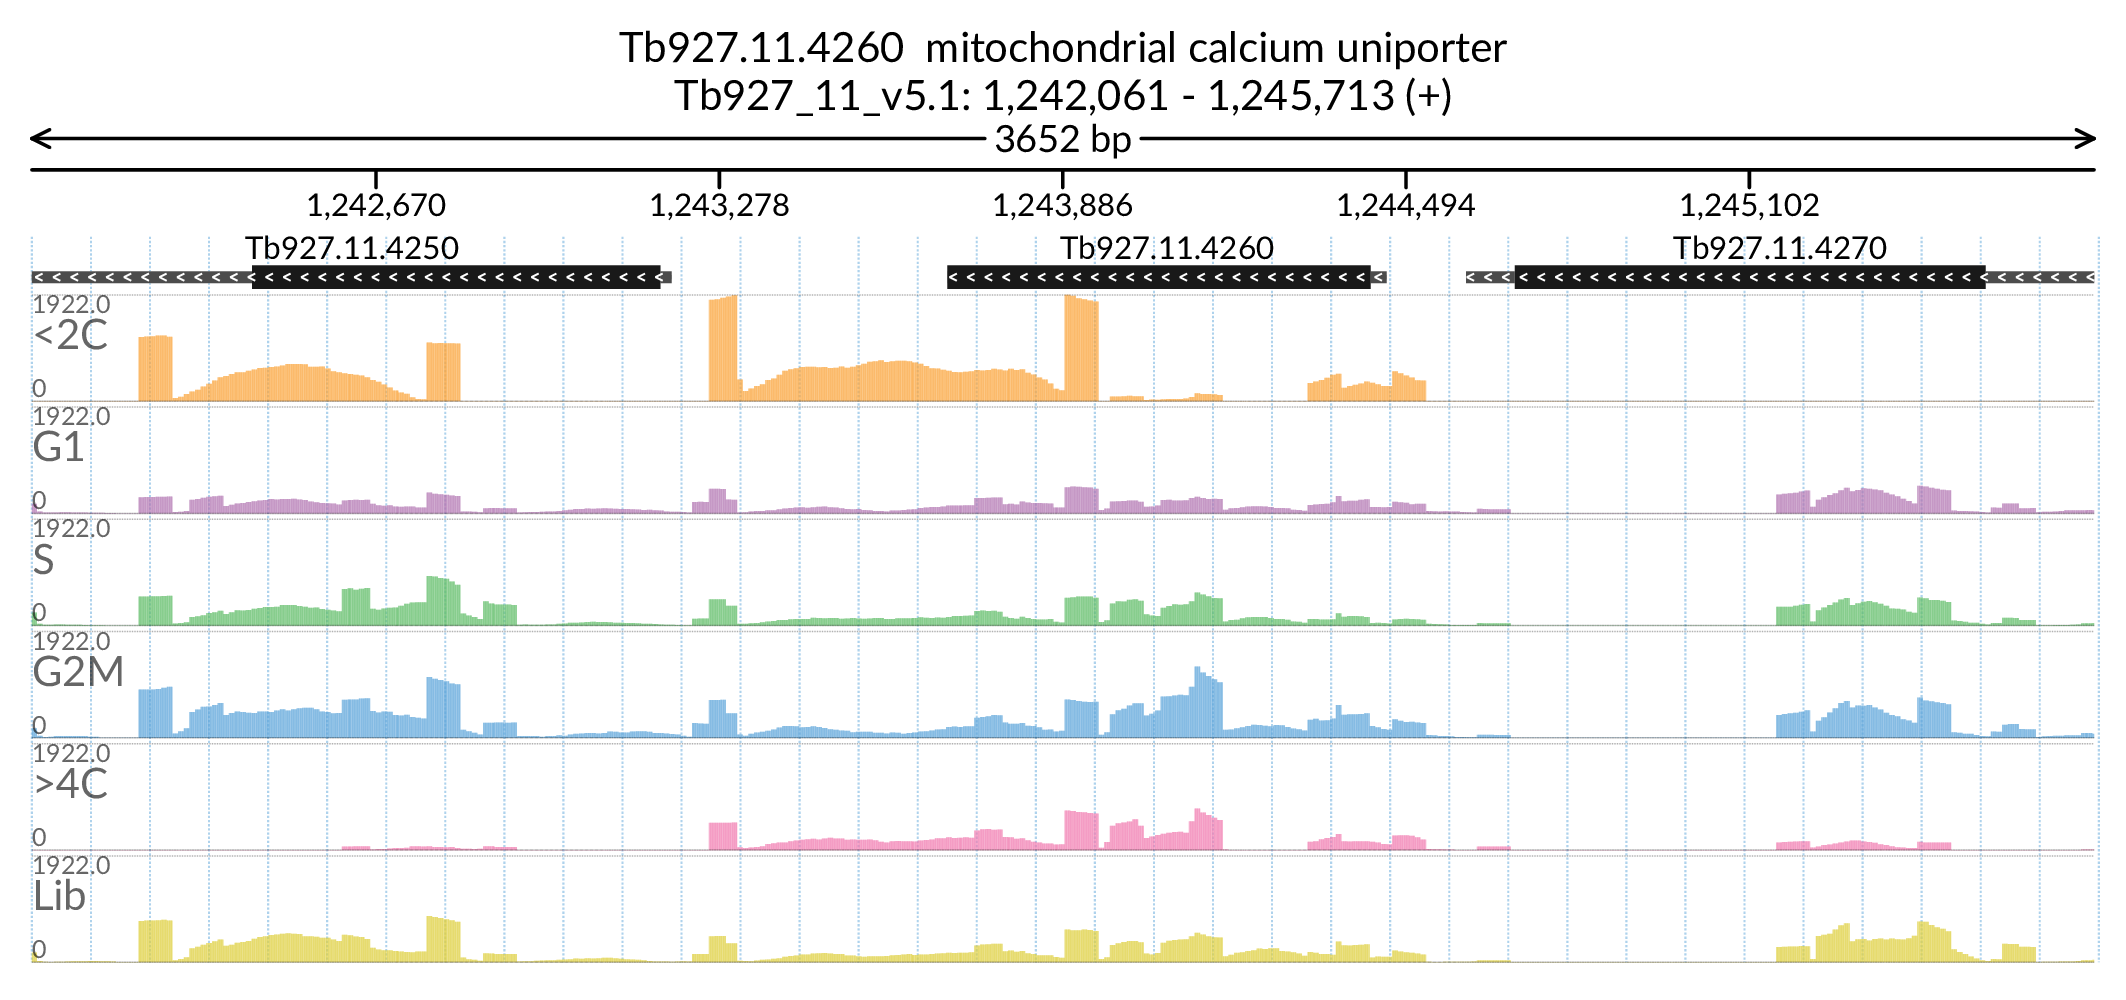 Tb927.11.4260  mitochondrial calcium uniporter
Tb927_11_v5.1: 1,242,061 - 1,245,713 (+)
3652 bp
1,242,670 1,243,278 1,243,886 1,244,494 1,245,102
Tb927.11.4250 Tb927.11.4260 Tb927.11.4270
1922.0
<2C
0
1922.0
G1
0
1922.0
S
0
1922.0
G2M
0
1922.0
>4C
0
1922.0
Lib
0